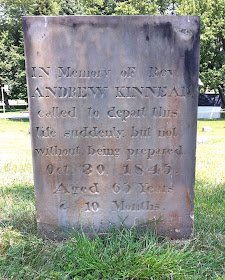 IN Memory of Rev
ANDREW KINNEAD
called to depart this
life suddenly but not
without being prepared
Oct 30 1845
Aged 69 Years
& 10 Months